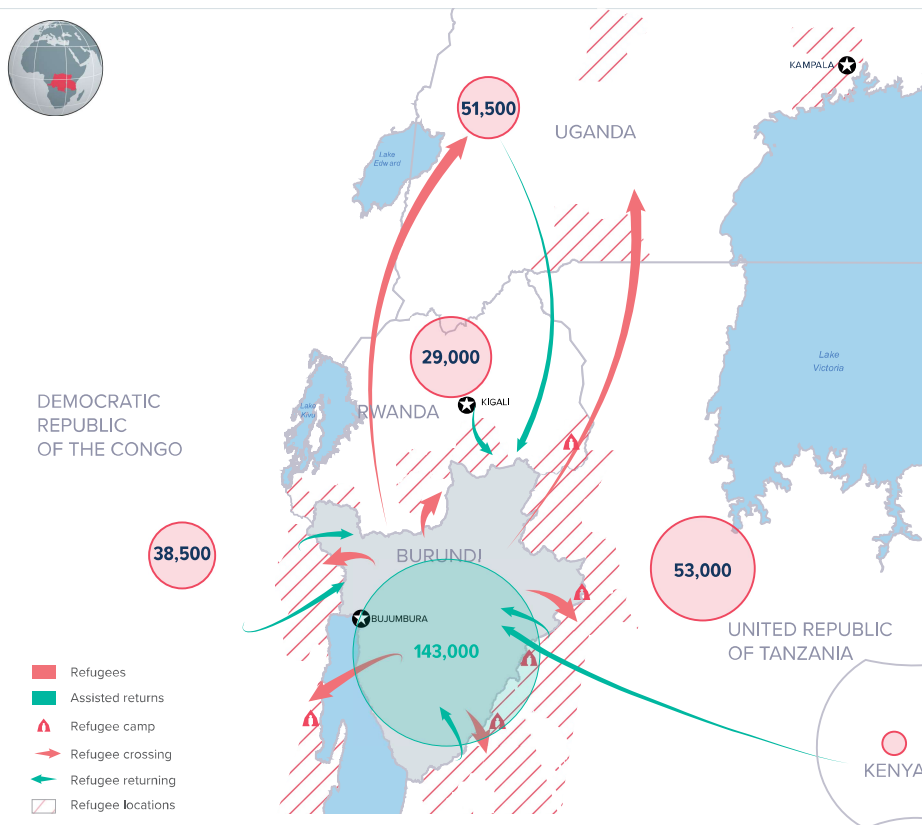 KAMPALA
51,500
UGANDA
Lake
Edward
29,000
Lake
Victoria
DEMOCRATIC
REPUBLIC
OF THE CONGO
RWANDA
KIGALI
Lake
Kivu
38,500
BURUNDI
53,000
BUJUMBURA
143,000
UNITED REPUBLIC
OF TANZANIA
KENYA
Refugees
Assisted returns
Refugee camp
Refugee crossing
Refugee returning
Refugee locations